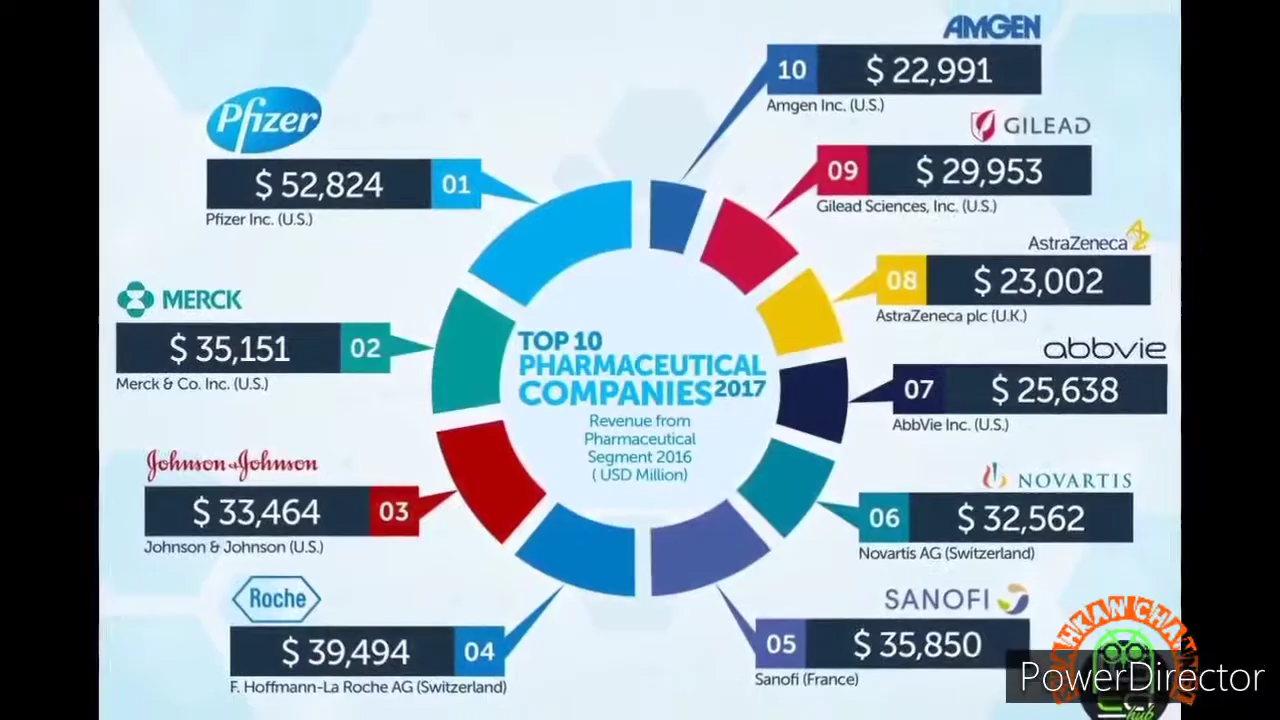 AMGEN
10 $ 22,991
Amgen Inc. (U.S.)
Pfizer
$ 52,824 01
Pfizer Inc. (U.S.)
GILEAD
09 $ 29,953
Gilead Sciences, Inc. (U.S.)
AstraZeneca
08 $ 23,002
AstraZeneca plc (U.K.)
MERCK
$ 35,151 02
Merck & Co. Inc. (U.S.)
TOP 10
PHARMACEUTICAL
COMPANIES 2017
Revenue from
Pharmaceutical
Segment 2016
( USD Million)
abbvie
07 $ 25,638
AbbVie Inc. (U.S.)
Johnson & Johnson
$ 33,464 03
Johnson & Johnson (U.S.)
NOVARTIS
06 $ 32,562
Novartis AG (Switzerland)
Roche
$ 39,494 04
F. Hoffmann-La Roche AG (Switzerland)
SANOFI
05 $ 35,850
Sanofi (France)
PowerDirector
hub